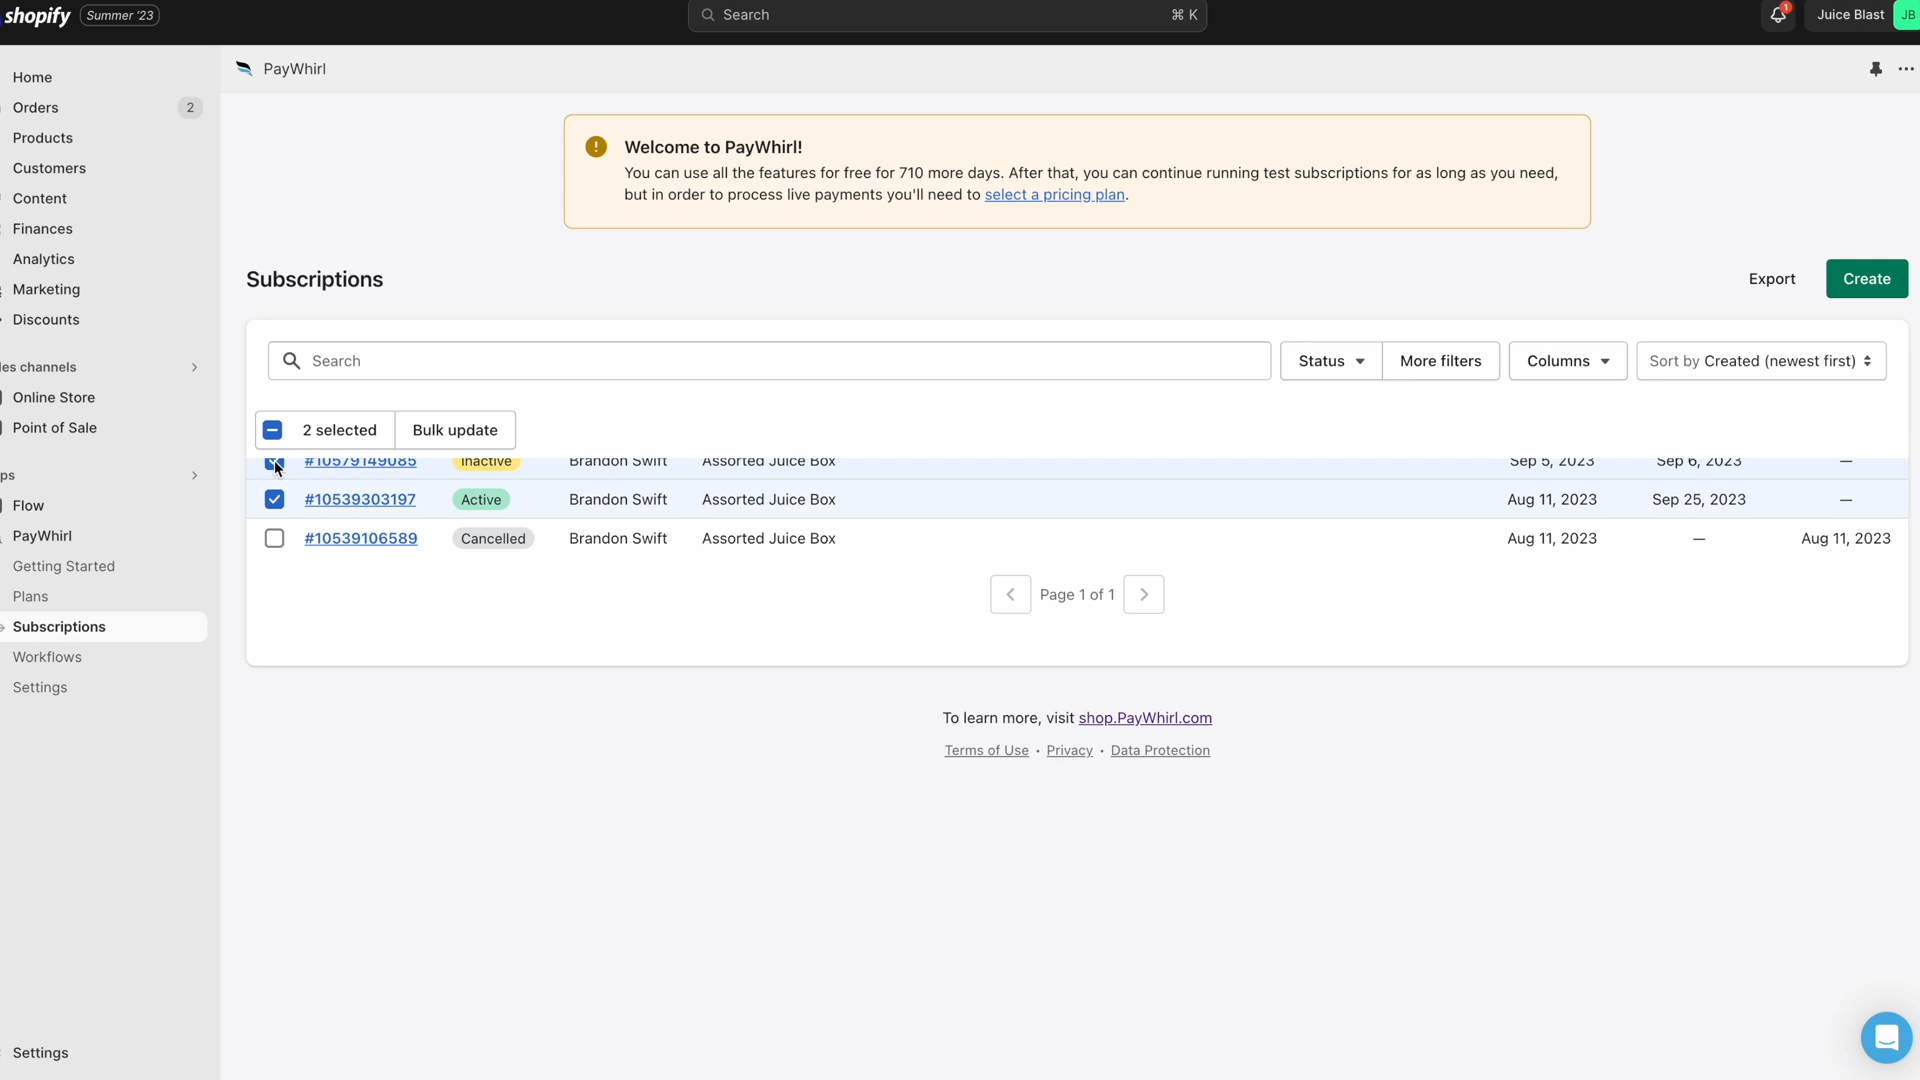 shopify Summer '23
Search ⌘ K
1
Juice Blast JB
Home
Orders 2
Products
Customers
Content
Finances
Analytics
Marketing
Discounts
les channels
Online Store
Point of Sale
ps
Flow
PayWhirl
Getting Started
Plans
Subscriptions
Workflows
Settings
Settings
PayWhirl
Welcome to PayWhirl!
You can use all the features for free for 710 more days. After that, you can continue running test subscriptions for as long as you need,
but in order to process live payments you'll need to select a pricing plan.
Subscriptions
Export Create
Search Status More filters Columns Sort by Created (newest first)
2 selected Bulk update
#10579149085 Inactive Brandon Swift Assorted Juice Box Sep 5, 2023 Sep 6, 2023 —
#10539303197 Active Brandon Swift Assorted Juice Box Aug 11, 2023 Sep 25, 2023 —
#10539106589 Cancelled Brandon Swift Assorted Juice Box Aug 11, 2023 — Aug 11, 2023
Page 1 of 1
To learn more, visit shop.PayWhirl.com
Terms of Use • Privacy • Data Protection